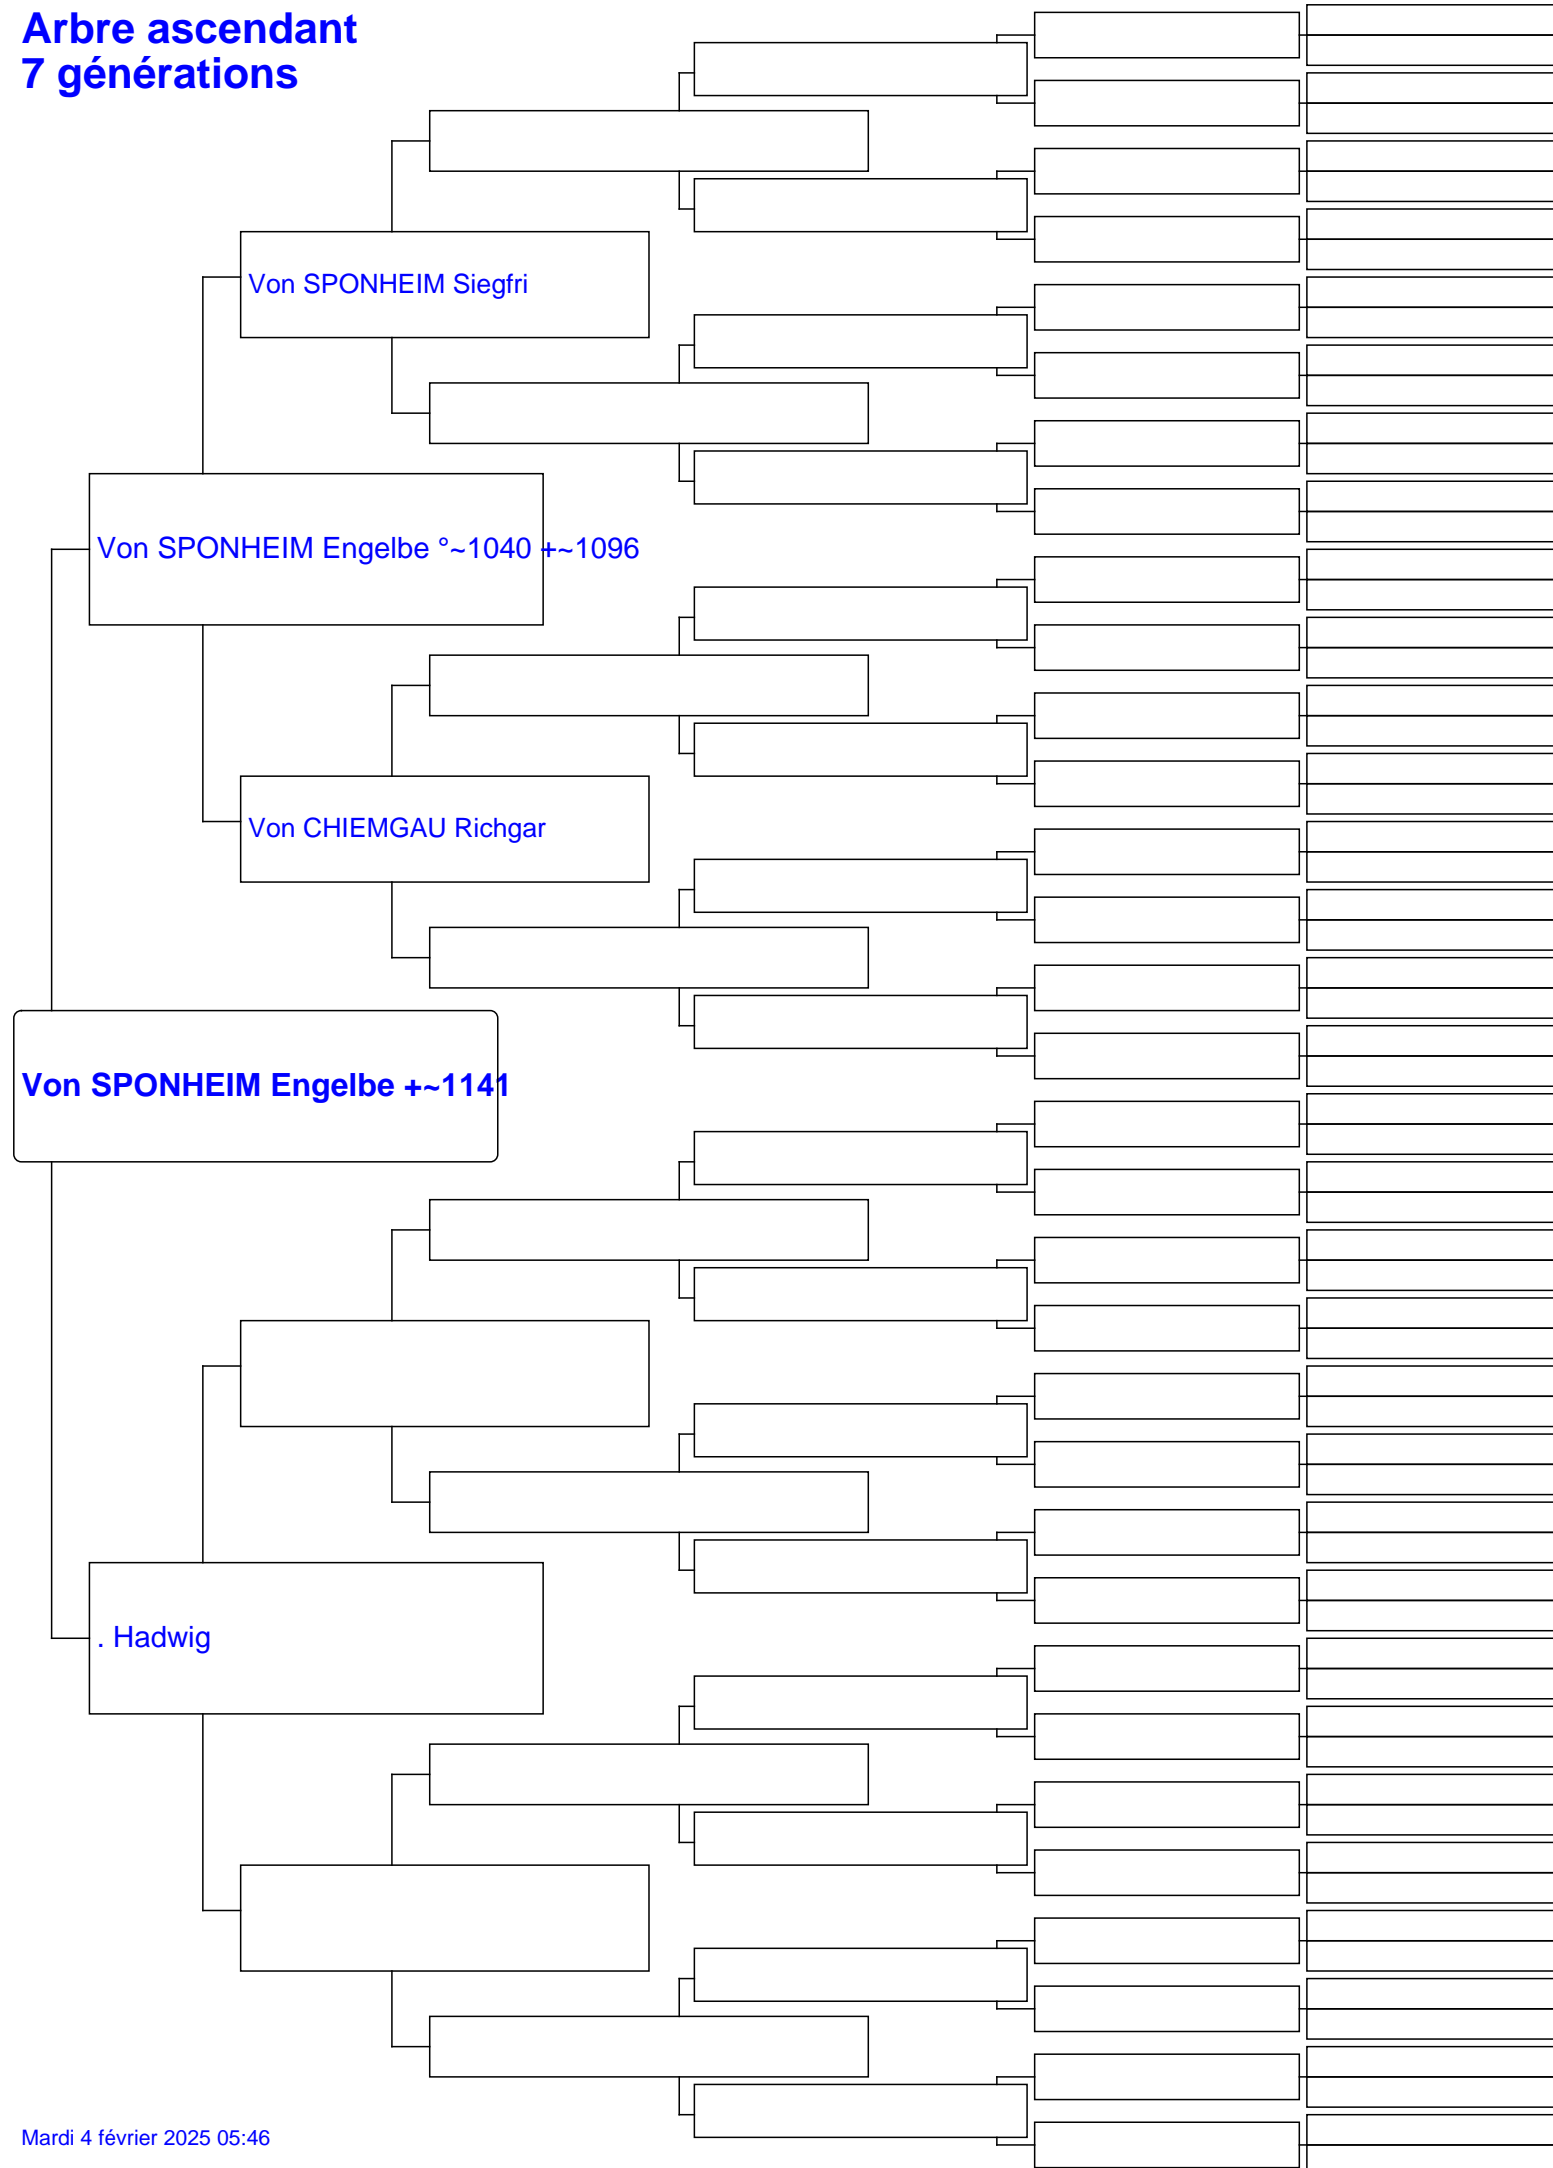 Arbre ascendant
7 générations
Von SPONHEIM Siegfri
Von SPONHEIM Engelbe °~1040 +~1096
Von CHIEMGAU Richgar
Von SPONHEIM Engelbe +~1141
. Hadwig
Mardi 4 février 2025 05:46